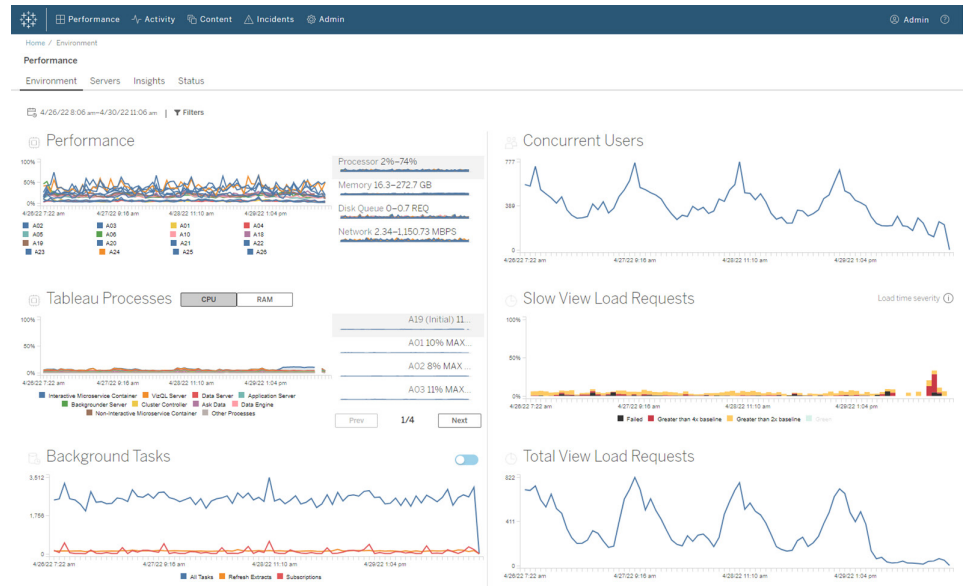 Performance Activity Content Incidents Admin Admin
Home / Environment
Performance
Environment Servers Insights Status
4/26/22 8:06 am–4/30/22 11:06 am | Filters
Performance
100%
50%
0%
4/26/22 7:22 am 4/27/22 9:16 am 4/28/22 11:10 am 4/29/22 1:04 pm
A02 A03 A01 A04
A05 A06 A10 A18
A19 A20 A21 A22
A23 A24 A25 A26
Processor 2%–74%
Memory 16.3–272.7 GB
Disk Queue 0–0.7 REQ
Network 2.34–1,150.73 MBPS
Concurrent Users
777
389
0
4/26/22 7:22 am 4/27/22 9:16 am 4/28/22 11:10 am 4/29/22 1:04 pm
Tableau Processes CPU RAM
100%
50%
0%
4/26/22 7:22 am 4/27/22 9:16 am 4/28/22 11:10 am 4/29/22 1:04 pm
Interactive Microservice Container VizQL Server Data Server Application Server
Backgrounder Server Cluster Controller Ask Data Data Engine
Non-Interactive Microservice Container Other Processes
A19 (Initial) 11...
A01 10% MAX...
A02 8% MAX...
A03 11% MAX...
Prev 1/4 Next
Slow View Load Requests Load time severity
100%
50%
0%
4/26/22 7:22 am 4/27/22 9:16 am 4/28/22 11:10 am 4/29/22 1:04 pm
Failed Greater than 4x baseline Greater than 2x baseline Green
Background Tasks
3,512
1,756
0
4/26/22 7:22 am 4/27/22 9:16 am 4/28/22 11:10 am 4/29/22 1:04 pm
All Tasks Refresh Extracts Subscriptions
Total View Load Requests
822
411
0
4/26/22 7:22 am 4/27/22 9:16 am 4/28/22 11:10 am 4/29/22 1:04 pm